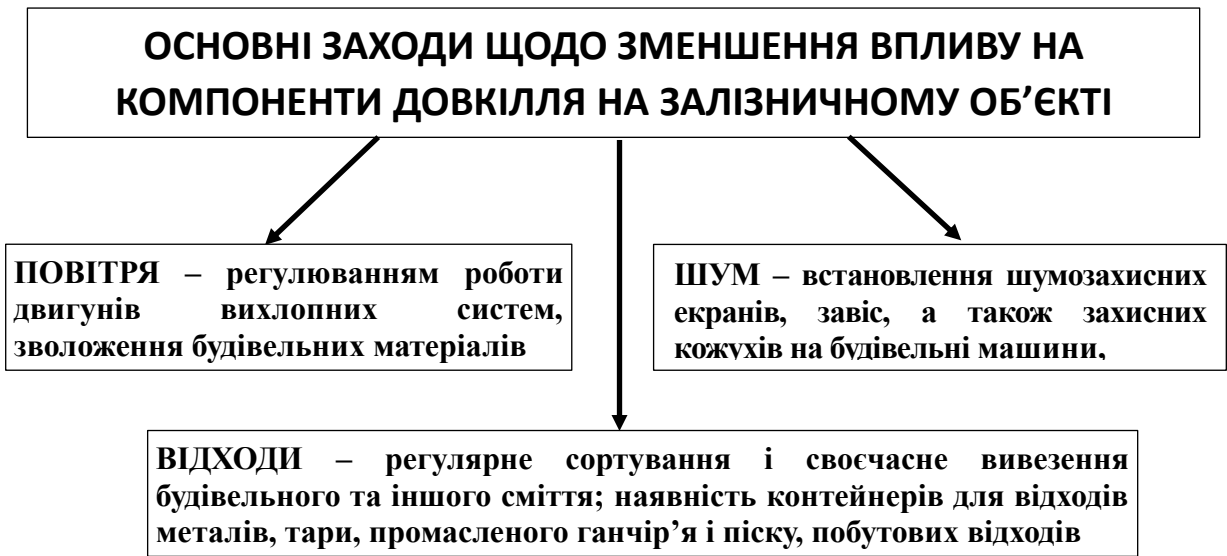 ОСНОВНІ ЗАХОДИ ЩОДО ЗМЕНШЕННЯ ВПЛИВУ НА
КОМПОНЕНТИ ДОВКІЛЛЯ НА ЗАЛІЗНИЧНОМУ ОБ’ЄКТІ
ПОВІТРЯ – регулюванням роботи
двигунів вихлопних систем,
зволоження будівельних матеріалів
ШУМ – встановлення шумозахисних
екранів, завіс, а також захисних
кожухів на будівельні машини,
ВІДХОДИ – регулярне сортування і своєчасне вивезення
будівельного та іншого сміття; наявність контейнерів для відходів
металів, тари, промасленого ганчір’я і піску, побутових відходів